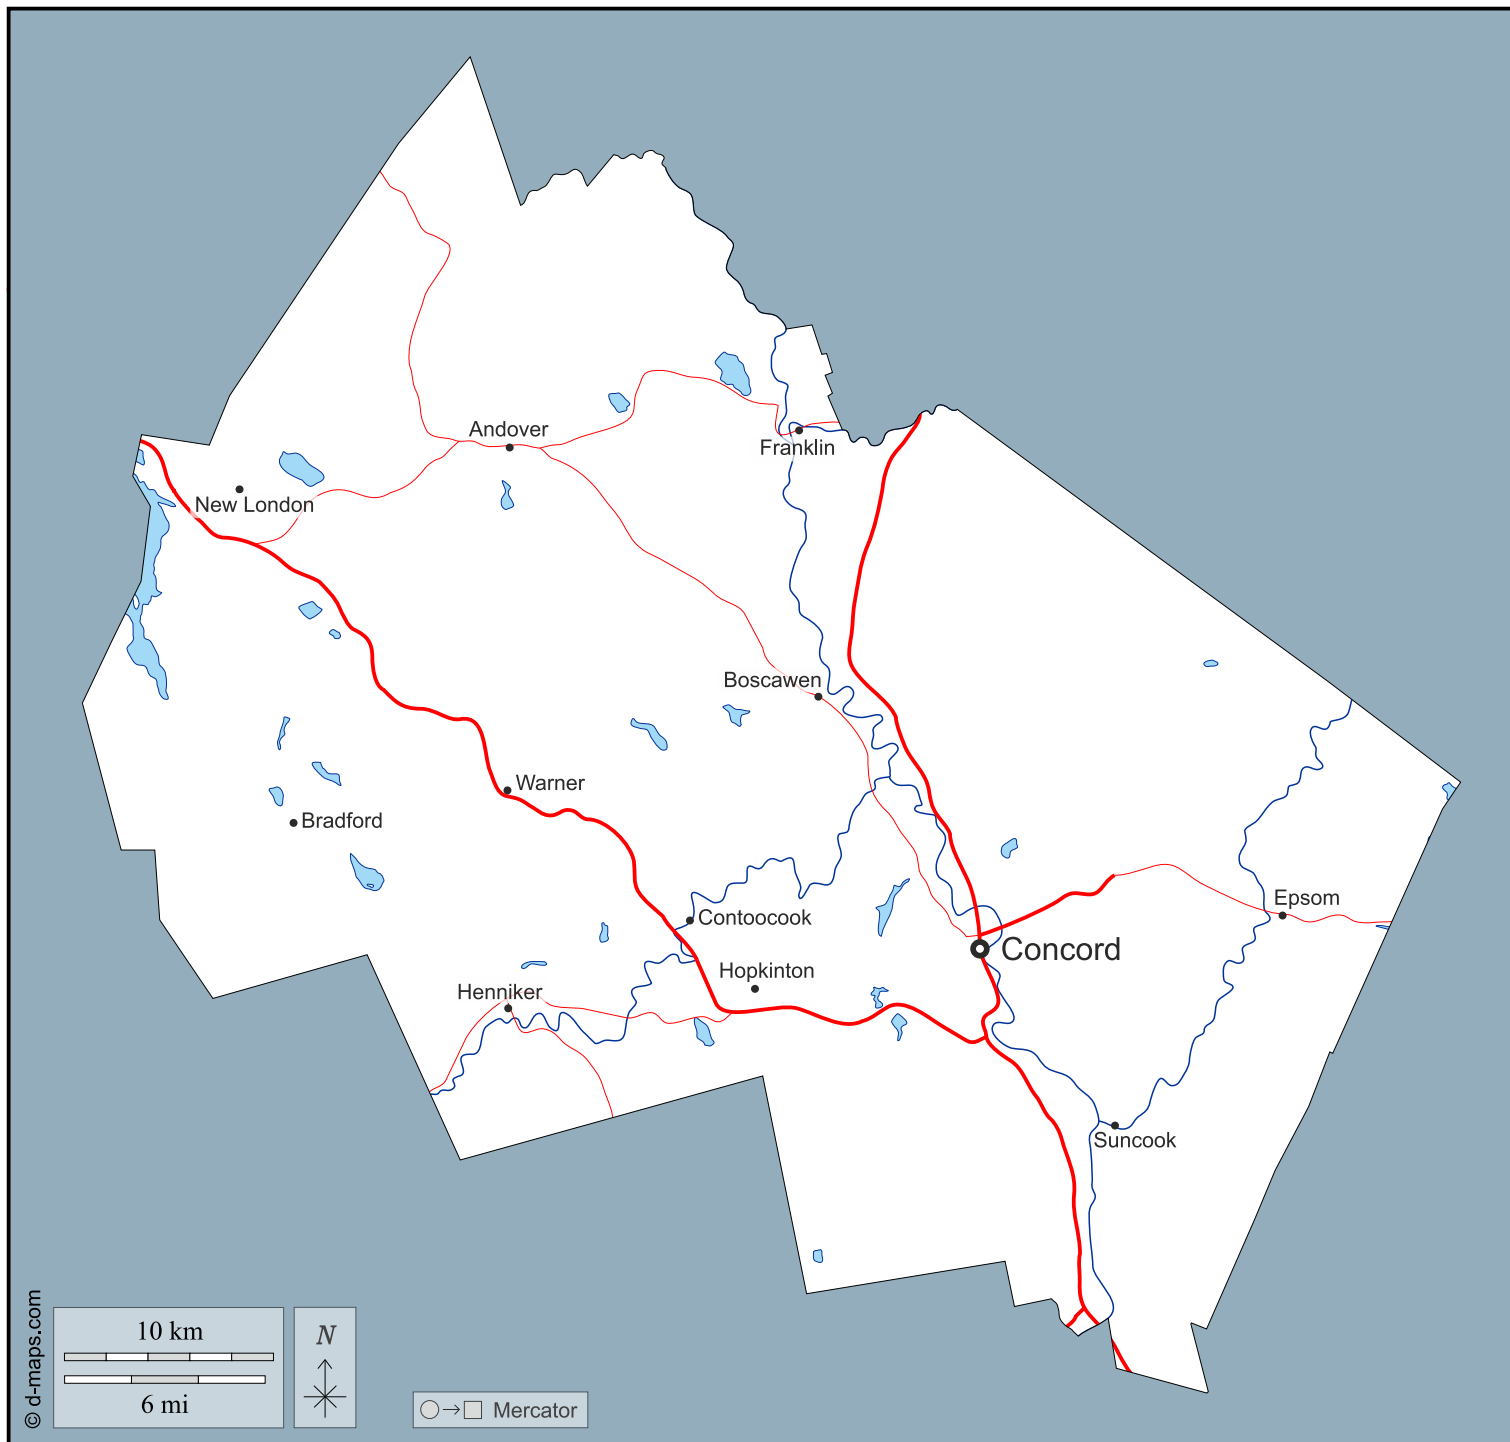 Andover
Franklin
New London
Boscawen
Warner
Bradford
Epsom
Contoocook
Concord
Hopkinton
Henniker
Suncook
© d-maps.com
10 km
6 mi
N
Mercator